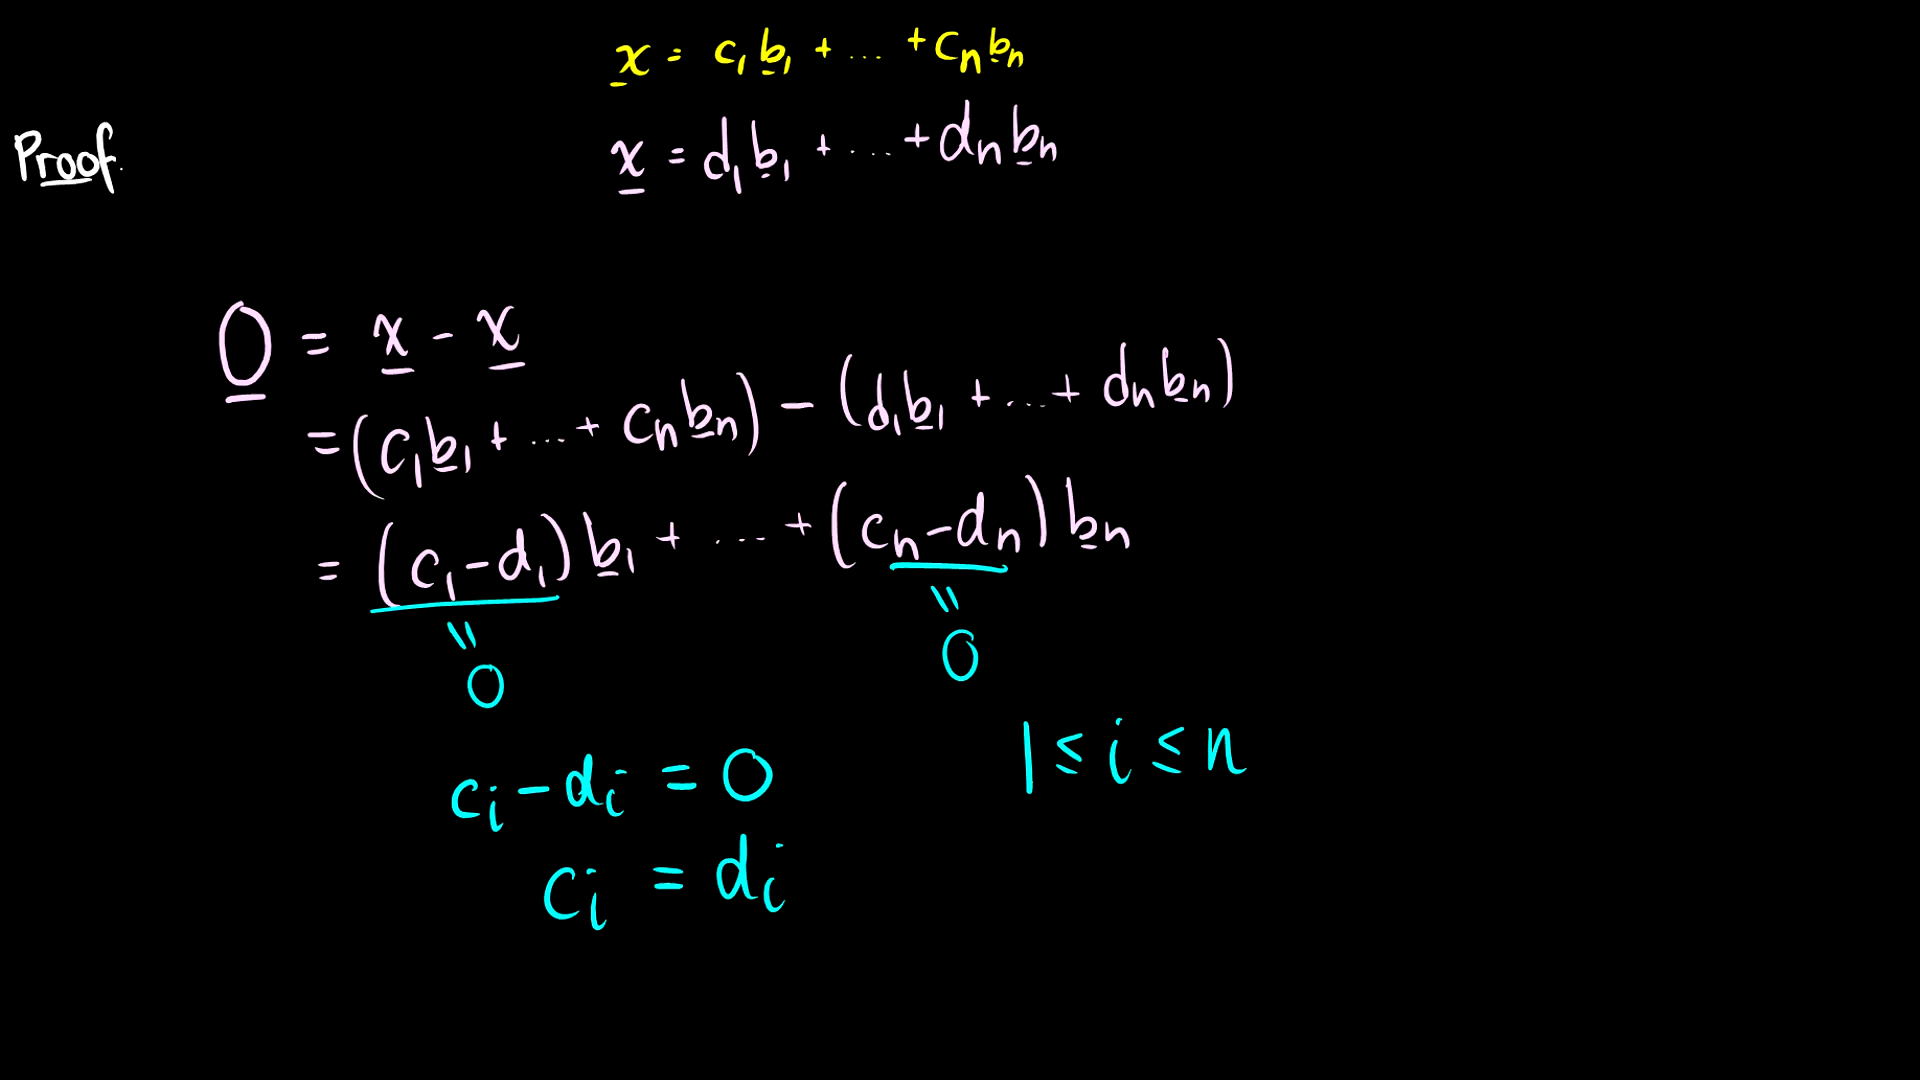 x = c₁b₁ + ... + cₙbₙ
Proof.
x = d₁b₁ + ... + dₙbₙ
0 = x - x
= (c₁b₁ + ... + cₙbₙ) - (d₁b₁ + ... + dₙbₙ)
= (c₁-d₁)b₁ + ... + (cₙ-dₙ)bₙ
= =
0 0
cᵢ - dᵢ = 0 1 ≤ i ≤ n
cᵢ = dᵢ